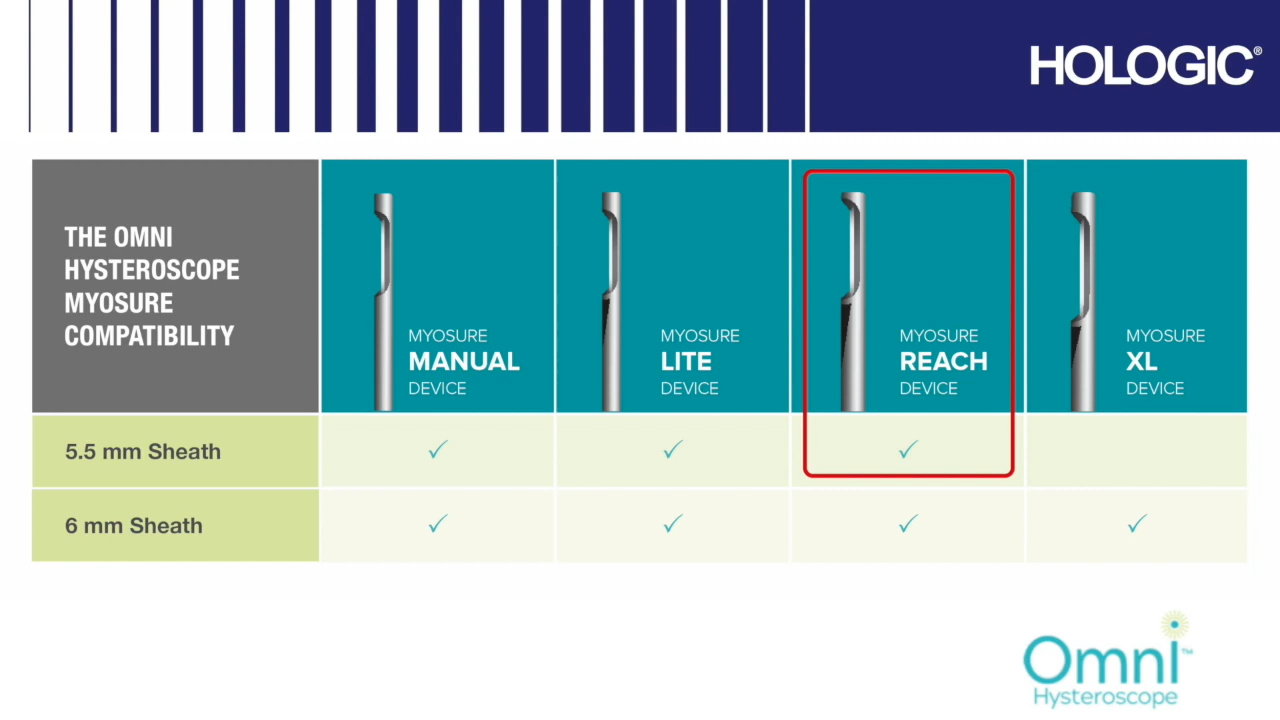 HOLOGIC®
THE OMNI
HYSTEROSCOPE
MYOSURE
COMPATIBILITY
MYOSURE
MANUAL
DEVICE
MYOSURE
LITE
DEVICE
MYOSURE
REACH
DEVICE
MYOSURE
XL
DEVICE
5.5 mm Sheath ✓ ✓ ✓
6 mm Sheath ✓ ✓ ✓ ✓
Omni™
Hysteroscope